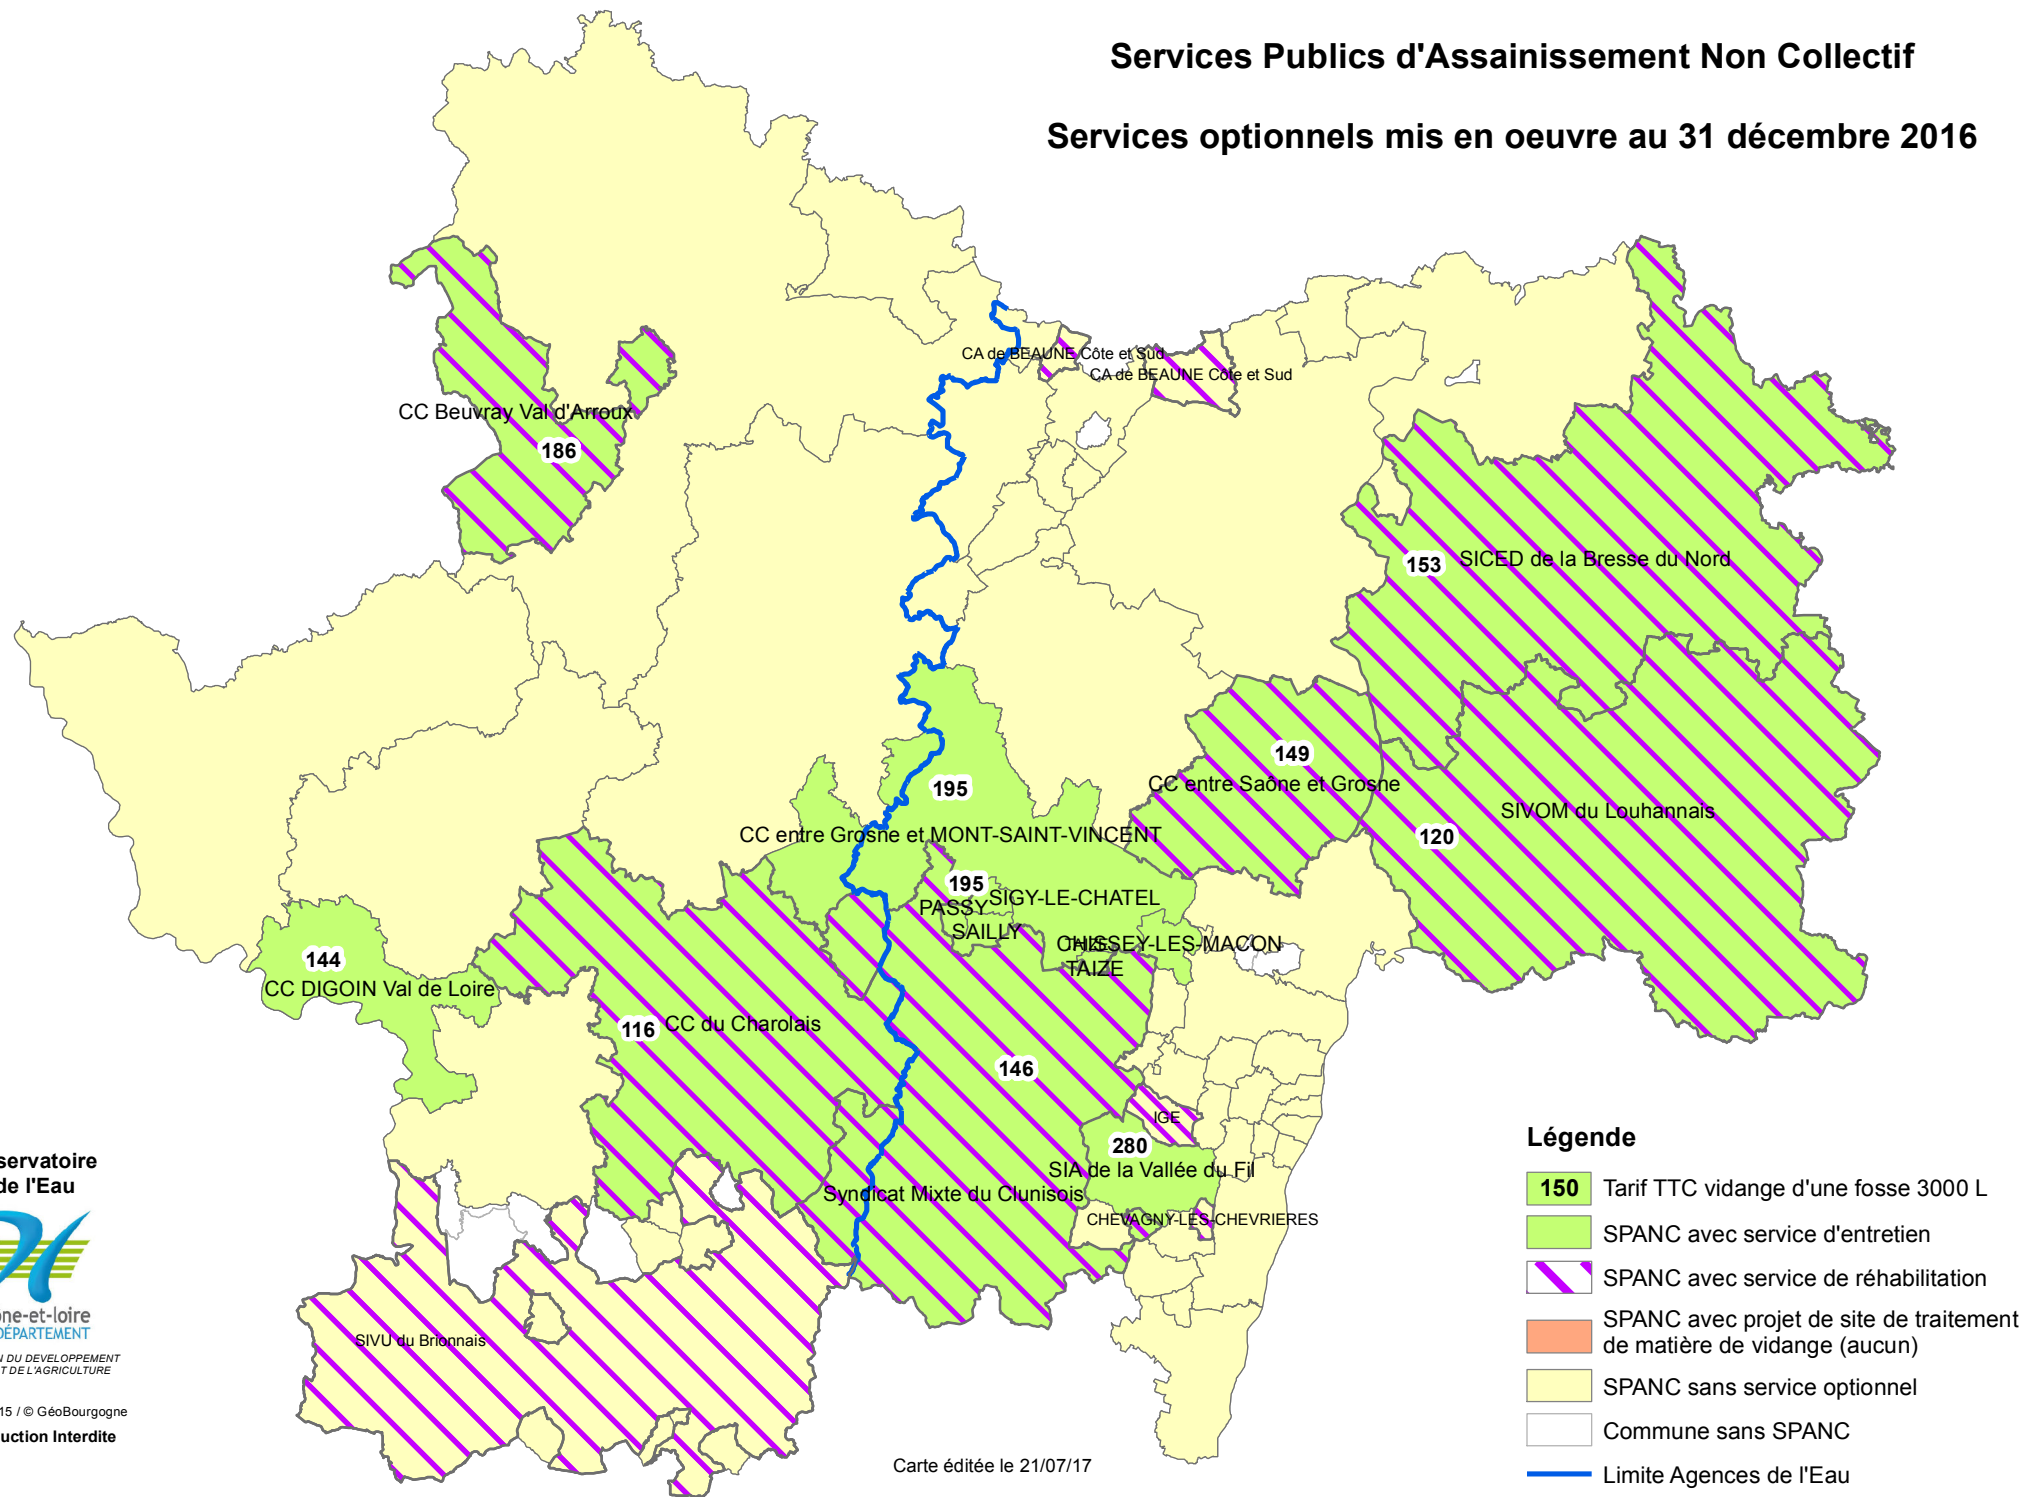 Services Publics d'Assainissement Non Collectif
Services optionnels mis en oeuvre au 31 décembre 2016
CA de BEAUNE Côte et Sud
CA de BEAUNE Côte et Sud
CC Beuvray Val d'Arroux
186
153
SICED de la Bresse du Nord
149
CC entre Saône et Grosne
195
SIVOM du Louhannais
120
CC entre Grosne et MONT-SAINT-VINCENT
195
SIGY-LE-CHATEL
PASSY
SAILLY
CHISSEY-LES-MACON
TAIZE
144
CC DIGOIN Val de Loire
116
CC du Charolais
146
IGE
280
SIA de la Vallée du Fil
Syndicat Mixte du Clunisois
CHEVAGNY-LES-CHEVRIERES
SIVU du Brionnais
servatoire
de l'Eau
ône-et-loire
DÉPARTEMENT
N DU DEVELOPPEMENT
T DE L'AGRICULTURE
15 / © GéoBourgogne
uction Interdite
Carte éditée le 21/07/17
Légende
150 Tarif TTC vidange d'une fosse 3000 L
SPANC avec service d'entretien
SPANC avec service de réhabilitation
SPANC avec projet de site de traitement
de matière de vidange (aucun)
SPANC sans service optionnel
Commune sans SPANC
Limite Agences de l'Eau